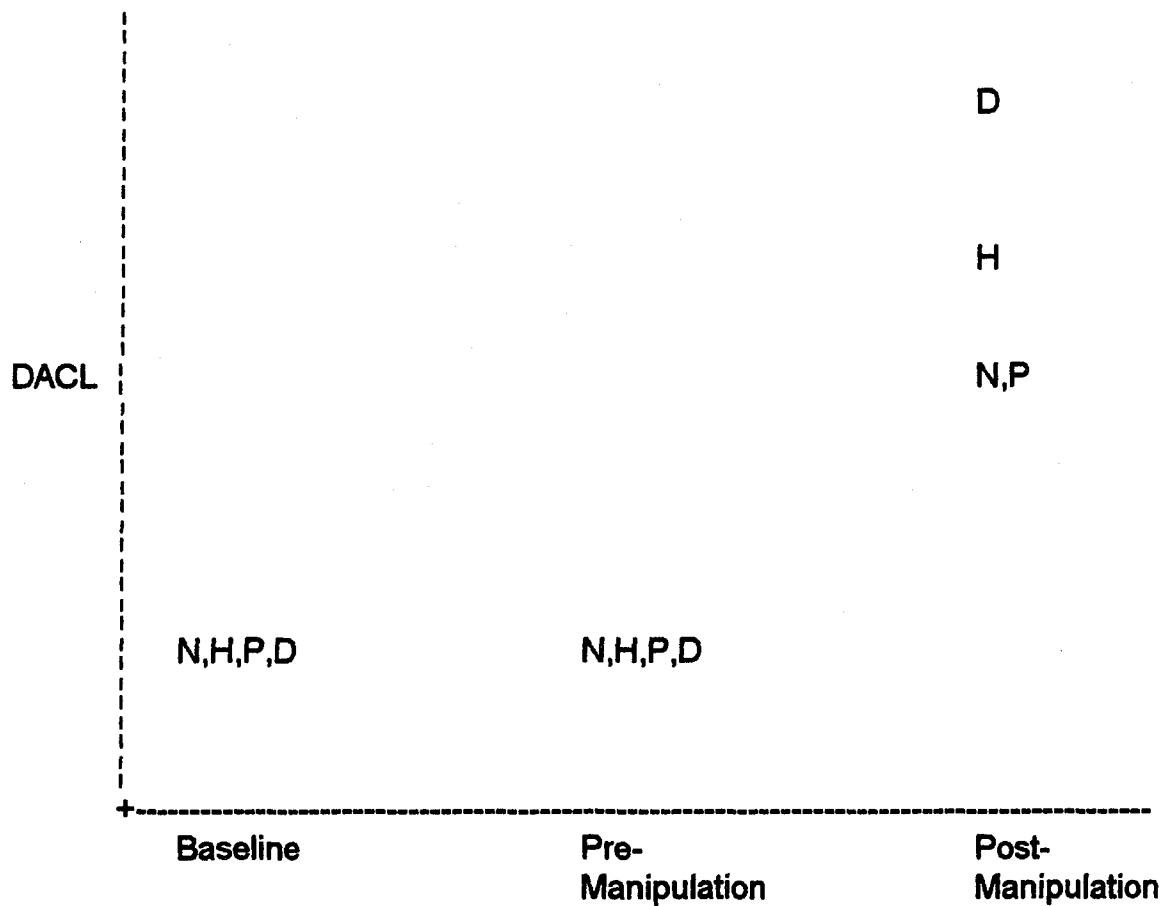 D
H
DACL N,P
N,H,P,D N,H,P,D
Baseline Pre- Post-
Manipulation Manipulation